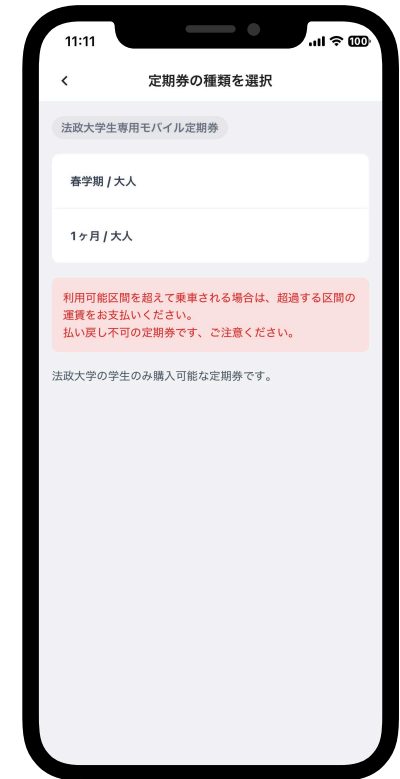 11:11
100
定期券の種類を選択
法政大学生専用モバイル定期券
春学期 / 大人
1ヶ月 / 大人
利用可能区間を超えて乗車される場合は、超過する区間の
運賃をお支払いください。
払い戻し不可の定期券です、ご注意ください。
法政大学の学生のみ購入可能な定期券です。